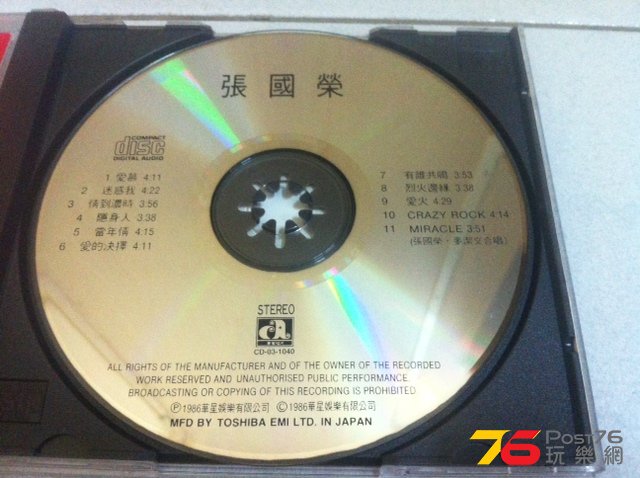 張國榮
COMPACT
disc
DIGITAL AUDIO
1 愛慕 4:11
2 迷惑我 4:22
3 情到濃時 3:56
4 隱身人 3.38
5 當年情 4:15
6 愛的決擇 4:11
7 有誰共鳴 3:53
8 烈火邊緣 3.38
9 愛火 4.29
10 CRAZY ROCK 4:14
11 MIRACLE 3:51
(張國榮·麥潔文合唱)
STEREO
CD-03-1040
ALL RIGHTS OF THE MANUFACTURER AND OF THE OWNER OF THE RECORDED
WORK RESERVED AND UNAUTHORISED PUBLIC PERFORMANCE
BROADCASTING OR COPYING OF THIS RECORDING IS PROHIBITED
Ⓟ1986華星娛樂有限公司 Ⓒ1986華星娛樂有限公司
MFD BY TOSHIBA EMI LTD. IN JAPAN
76 Post76
玩樂網